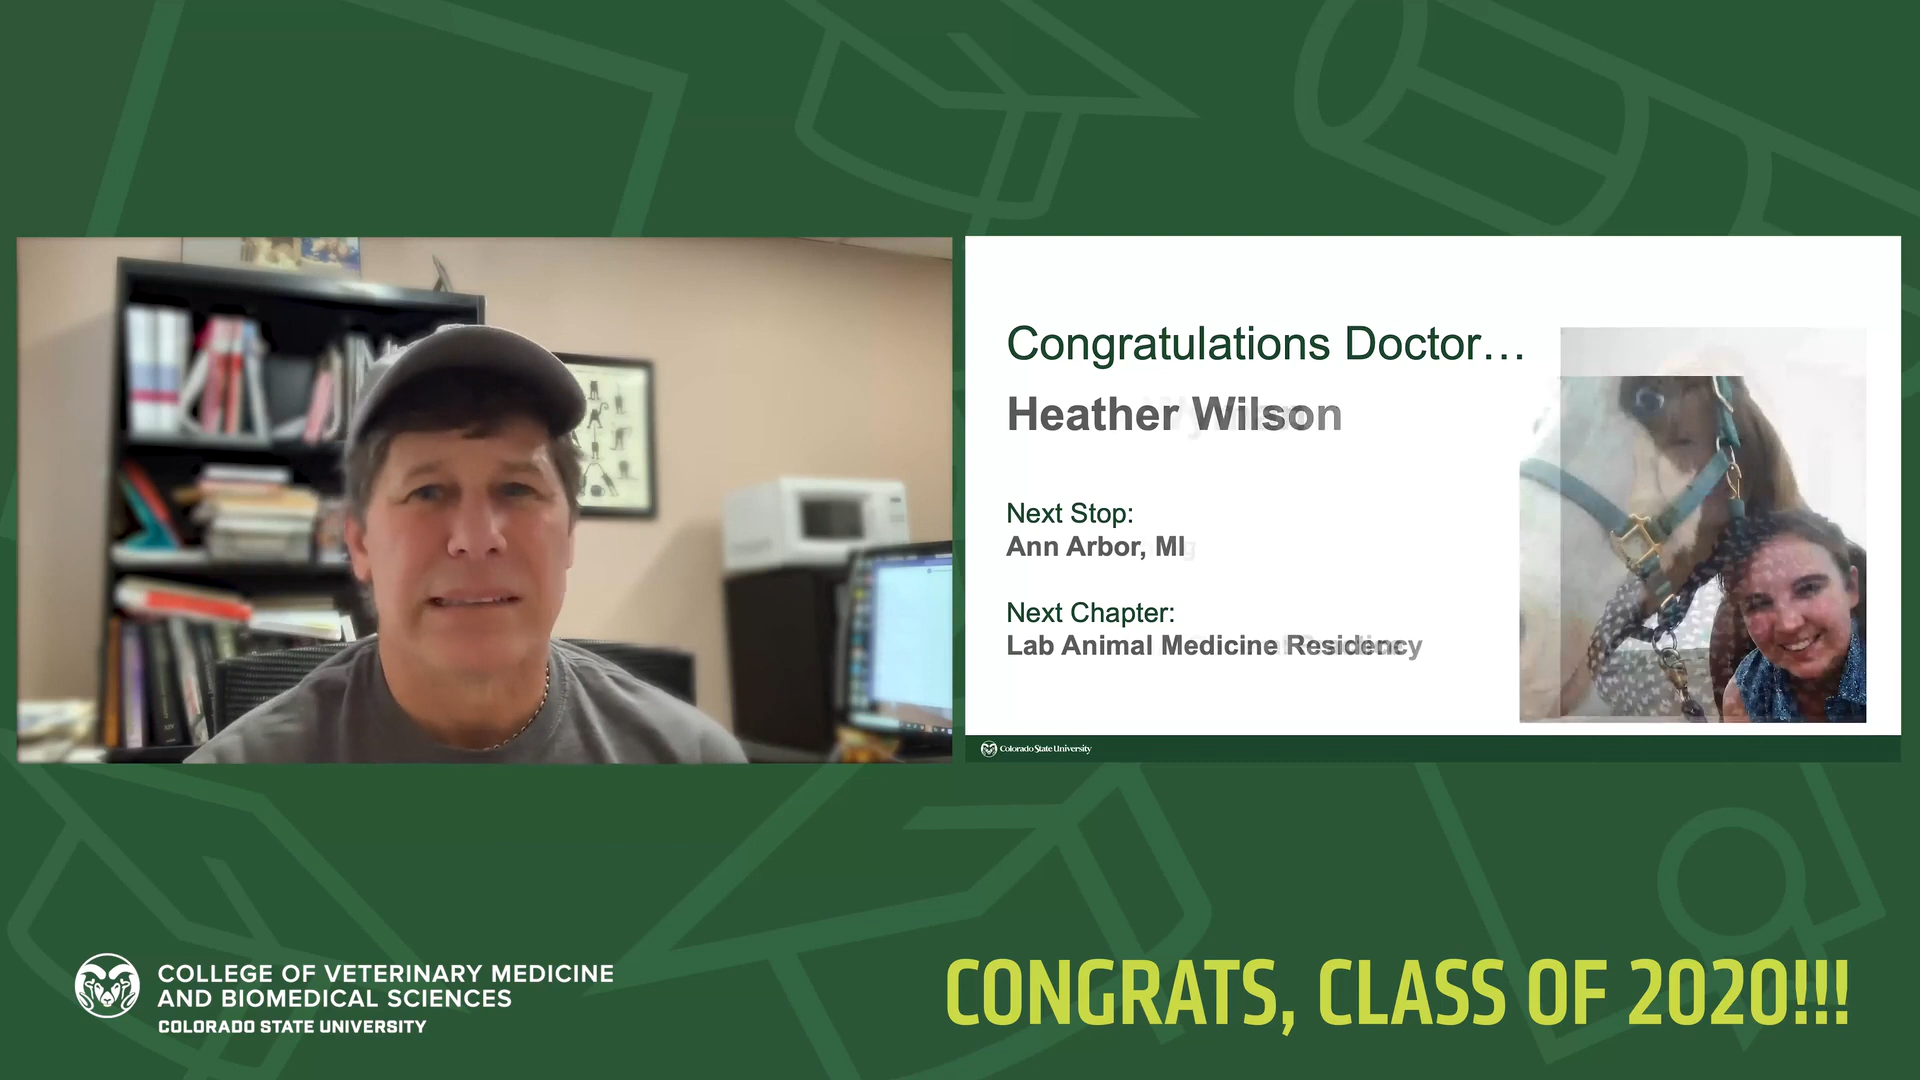 Congratulations Doctor…
Heather Wilson
Next Stop:
Ann Arbor, MI
Next Chapter:
Lab Animal Medicine Residency
Colorado State University
COLLEGE OF VETERINARY MEDICINE
AND BIOMEDICAL SCIENCES
COLORADO STATE UNIVERSITY
CONGRATS, CLASS OF 2020!!!